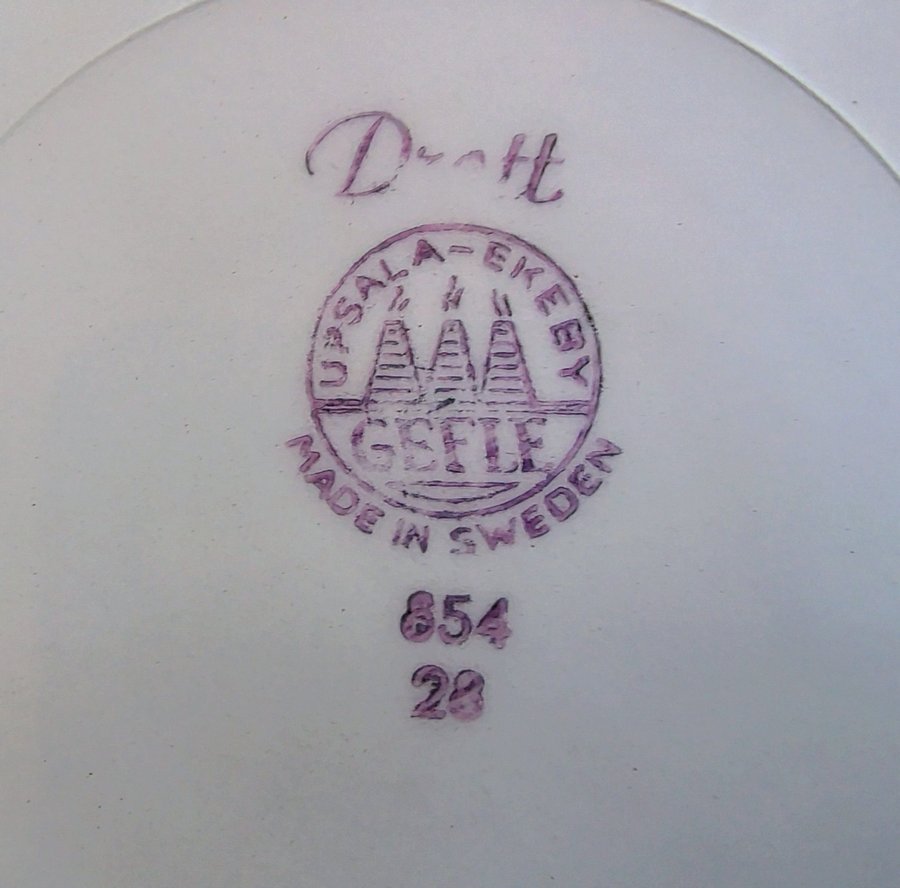 UPSALA-EKEBY
GEFLE
MADE IN SWEDEN
854
28